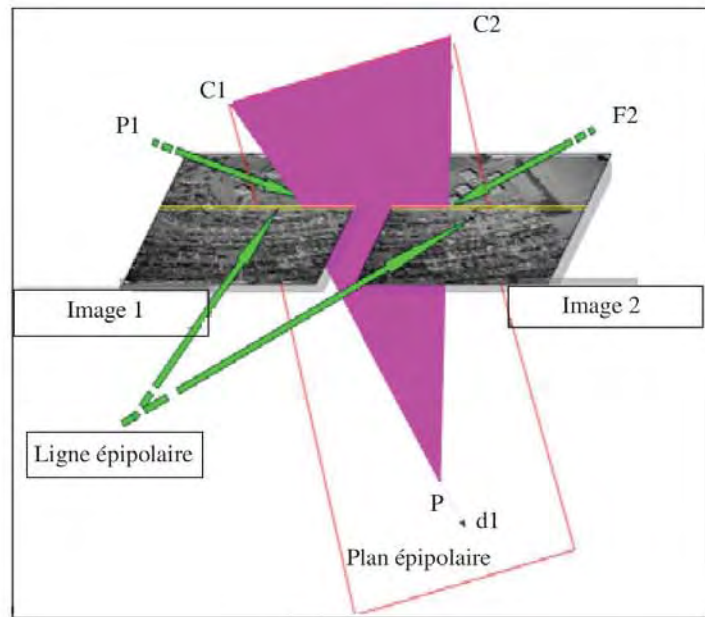 C2
C1
P1
F2
Image 1
Image 2
Ligne épipolaire
P
d1
Plan épipolaire